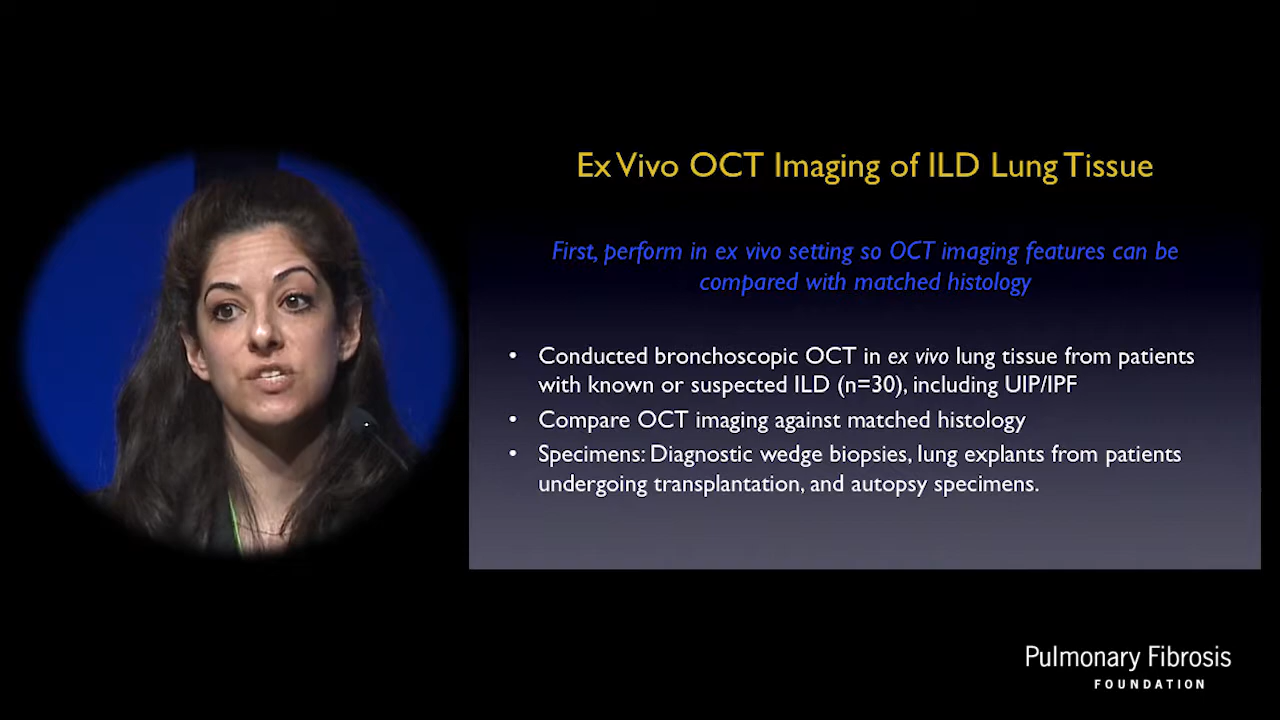 Ex Vivo OCT Imaging of ILD Lung Tissue
First, perform in ex vivo setting so OCT imaging features can be
compared with matched histology
• Conducted bronchoscopic OCT in ex vivo lung tissue from patients
with known or suspected ILD (n=30), including UIP/IPF
• Compare OCT imaging against matched histology
• Specimens: Diagnostic wedge biopsies, lung explants from patients
undergoing transplantation, and autopsy specimens.
Pulmonary Fibrosis
FOUNDATION